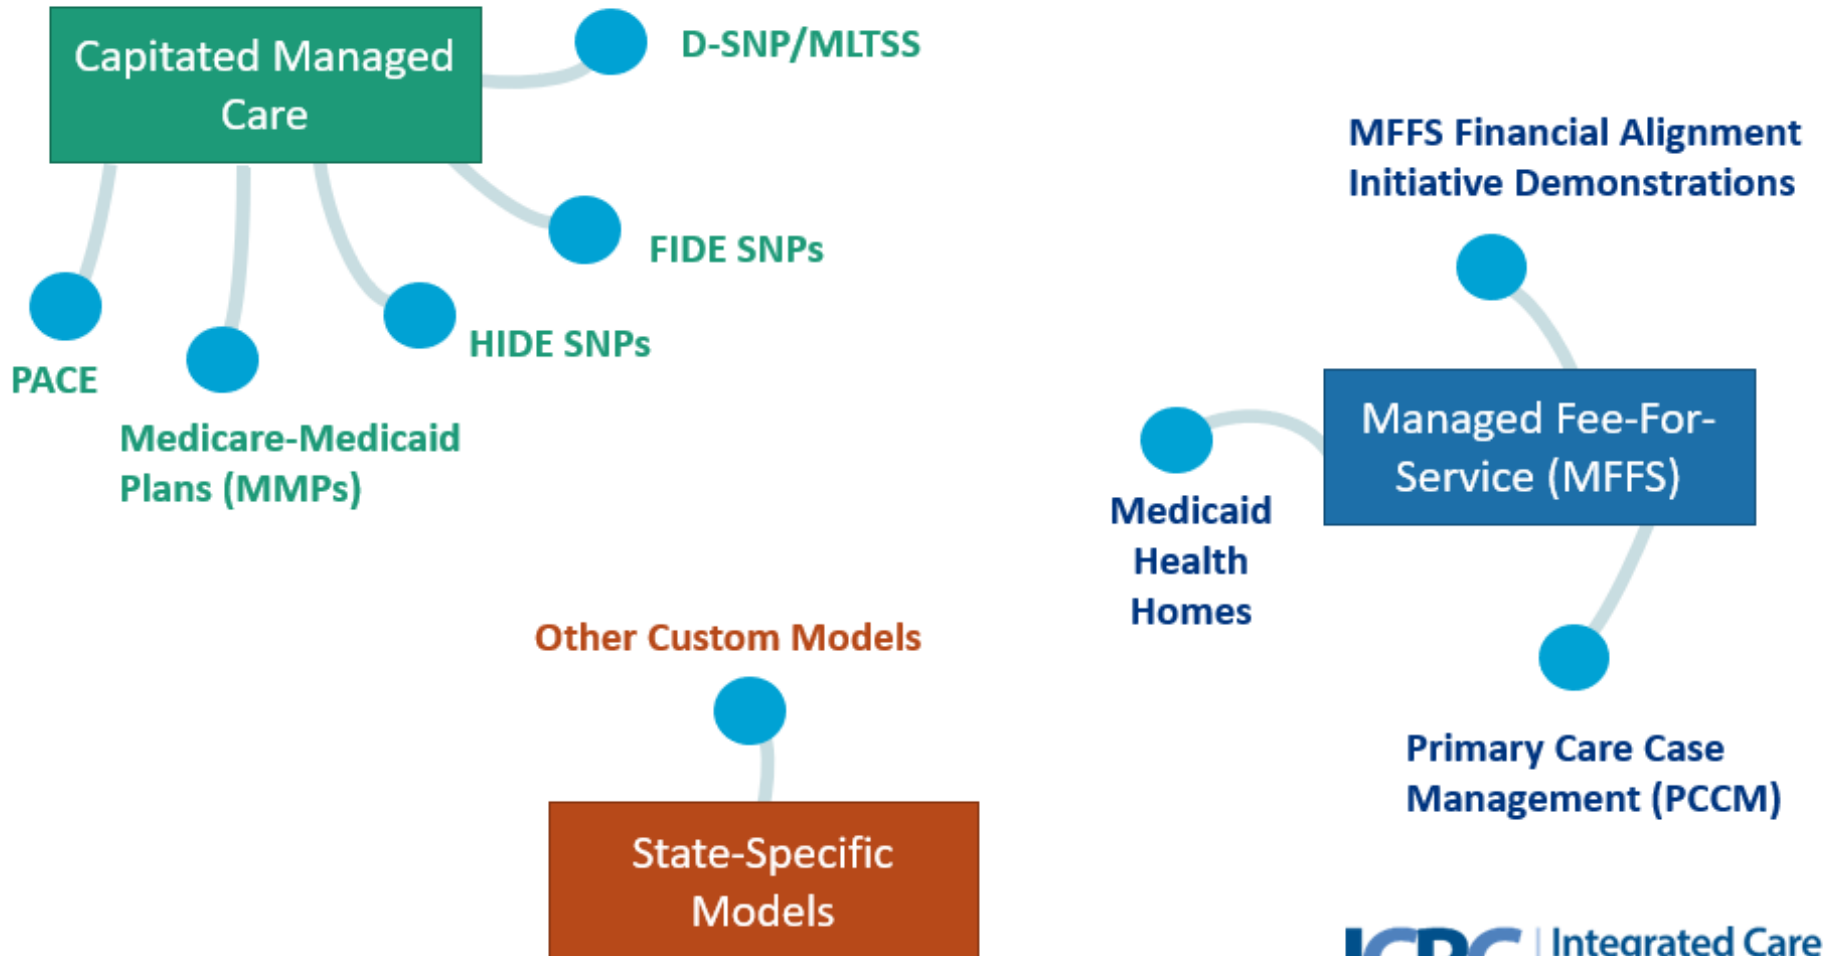 Capitated Managed
Care
D-SNP/MLTSS
FIDE SNPs
HIDE SNPs
PACE
Medicare-Medicaid
Plans (MMPs)
MFFS Financial Alignment
Initiative Demonstrations
Managed Fee-For-
Service (MFFS)
Medicaid
Health
Homes
Primary Care Case
Management (PCCM)
Other Custom Models
State-Specific
Models
ICRC
Integrated Care